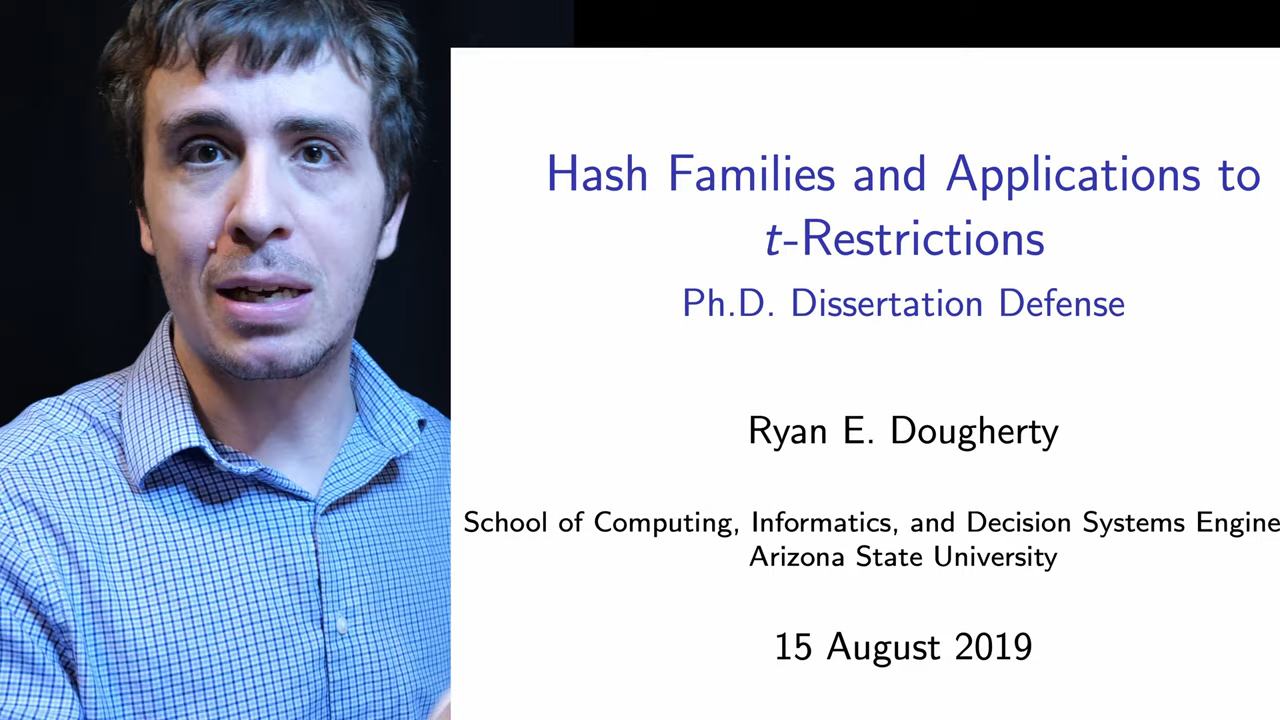 Hash Families and Applications to
t-Restrictions
Ph.D. Dissertation Defense
Ryan E. Dougherty
School of Computing, Informatics, and Decision Systems Engine
Arizona State University
15 August 2019